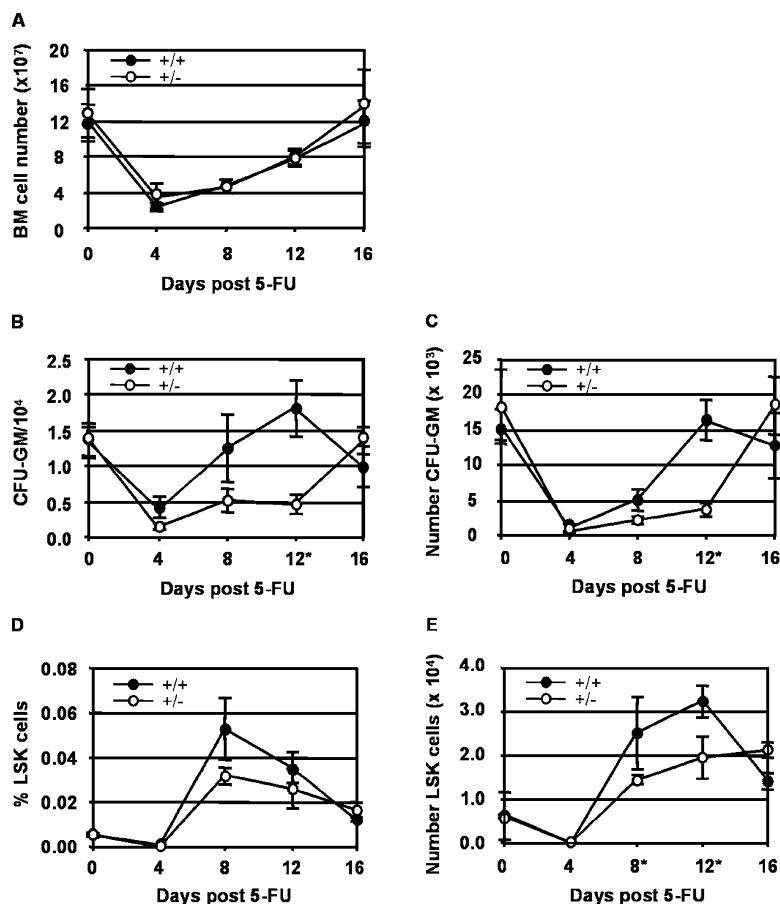 A
BM cell number (x10⁷)
20
16
12
8
4
0
+/+
+/-
0 4 8 12 16
Days post 5-FU
B
CFU-GM/10⁴
2.5
2.0
1.5
1.0
0.5
0.0
+/+
+/-
0 4 8 12* 16
Days post 5-FU
C
Number CFU-GM (x 10³)
25
20
15
10
5
0
+/+
+/-
0 4 8 12* 16
Days post 5-FU
D
% LSK cells
0.08
0.06
0.04
0.02
0.00
+/+
+/-
0 4 8 12 16
Days post 5-FU
E
Number LSK cells (x 10⁴)
4.0
3.0
2.0
1.0
0.0
+/+
+/-
0 4 8* 12* 16
Days post 5-FU